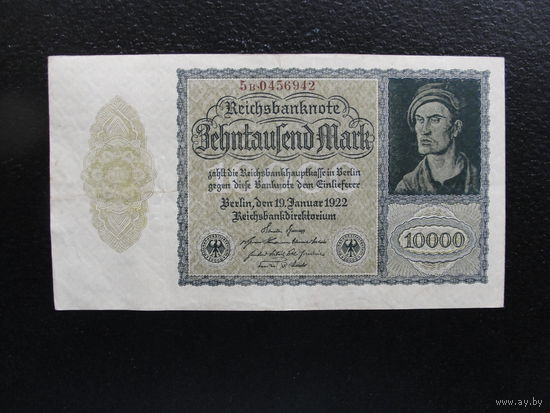 5B·0456942
Reichsbanknote
Zehntausend Mark
zahlt die Reichsbankhauptkasse in Berlin
gegen diese Banknote dem Einlieferer
Berlin, den 19. Januar 1922
Reichsbankdirektorium
10000
www.ay.by